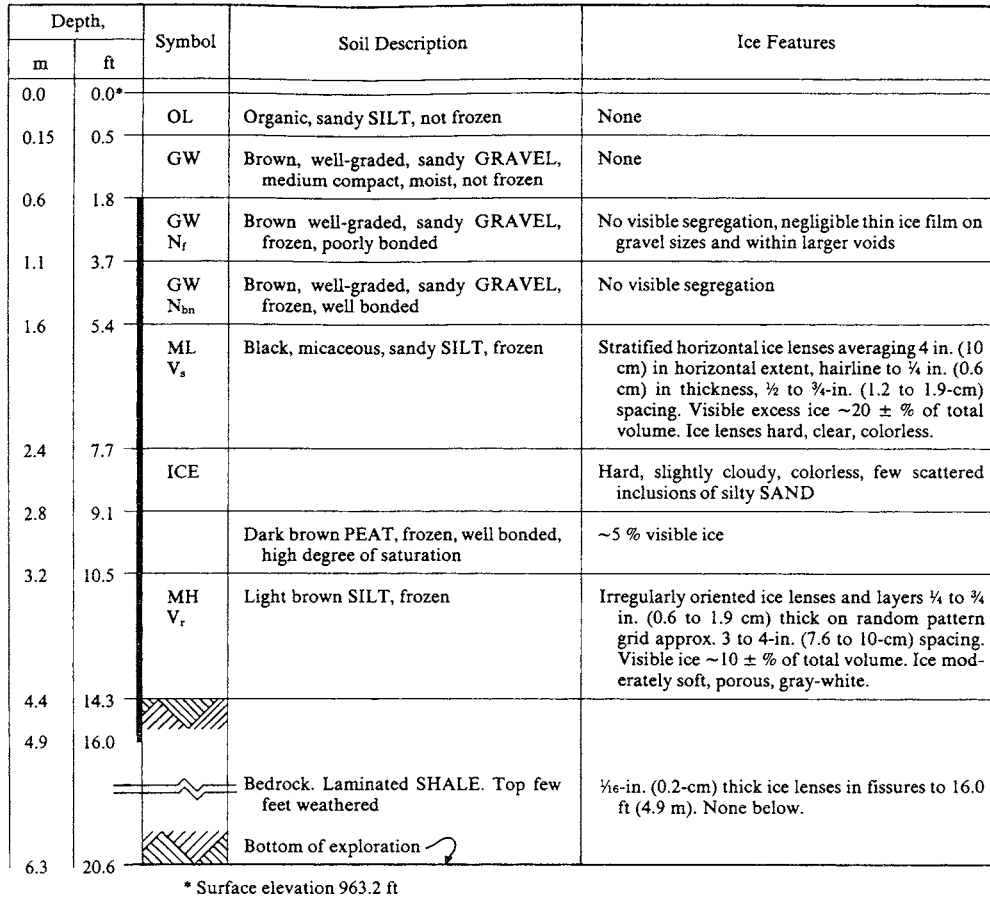 Depth,
m ft Symbol Soil Description Ice Features
0.0 0.0*
OL Organic, sandy SILT, not frozen None
0.15 0.5
GW Brown, well-graded, sandy GRAVEL, None
medium compact, moist, not frozen
0.6 1.8
GW Brown well-graded, sandy GRAVEL, No visible segregation, negligible thin ice film on
Nf frozen, poorly bonded gravel sizes and within larger voids
1.1 3.7
GW Brown, well-graded, sandy GRAVEL, No visible segregation
Nbn frozen, well bonded
1.6 5.4
ML Black, micaceous, sandy SILT, frozen Stratified horizontal ice lenses averaging 4 in. (10
Vs cm) in horizontal extent, hairline to ¼ in. (0.6
cm) in thickness, ½ to ¾-in. (1.2 to 1.9-cm)
spacing. Visible excess ice ~20 ± % of total
volume. Ice lenses hard, clear, colorless.
2.4 7.7
ICE Hard, slightly cloudy, colorless, few scattered
inclusions of silty SAND
2.8 9.1
Dark brown PEAT, frozen, well bonded, ~5 % visible ice
high degree of saturation
3.2 10.5
MH Light brown SILT, frozen Irregularly oriented ice lenses and layers ¼ to ¾
Vr in. (0.6 to 1.9 cm) thick on random pattern
grid approx. 3 to 4-in. (7.6 to 10-cm) spacing.
Visible ice ~10 ± % of total volume. Ice mod-
erately soft, porous, gray-white.
4.4 14.3
4.9 16.0
Bedrock. Laminated SHALE. Top few 1/16-in. (0.2-cm) thick ice lenses in fissures to 16.0
feet weathered ft (4.9 m). None below.
Bottom of exploration
6.3 20.6
* Surface elevation 963.2 ft